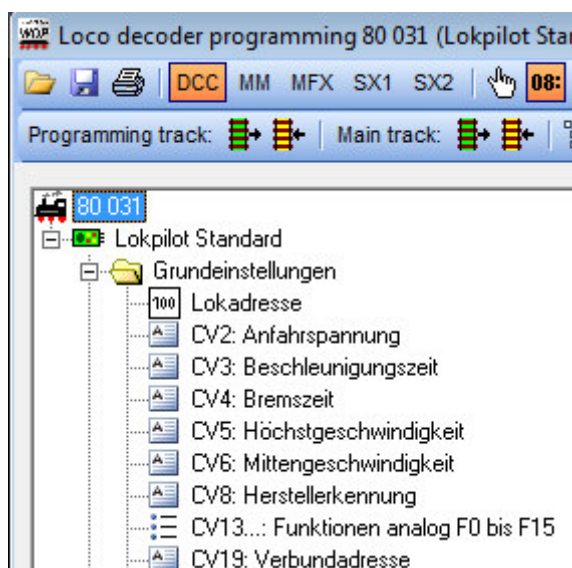 WDP Loco decoder programming 80 031 (Lokpilot Sta
DCC MM MFX SX1 SX2 08:
Programming track: Main track:
80 031
Lokpilot Standard
Grundeinstellungen
100 Lokadresse
CV2: Anfahrspannung
CV3: Beschleunigungszeit
CV4: Bremszeit
CV5: Höchstgeschwindigkeit
CV6: Mittengeschwindigkeit
CV8: Herstellerkennung
CV13...: Funktionen analog F0 bis F15
CV19: Verbundadresse